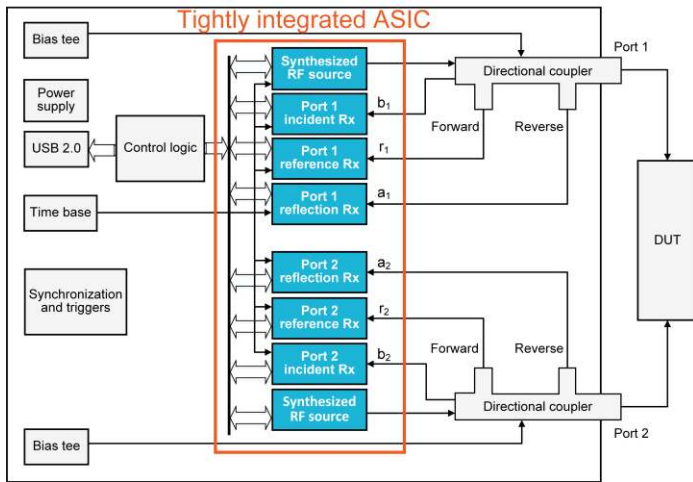 Tightly integrated ASIC
Bias tee
Port 1
Synthesized
RF source
Directional coupler
Power
supply
Port 1
incident Rx
b₁
Forward
Reverse
USB 2.0
Control logic
Port 1
reference Rx
r₁
Port 1
reflection Rx
a₁
Time base
DUT
Port 2
reflection Rx
a₂
Synchronization
and triggers
Port 2
reference Rx
r₂
Forward
Reverse
Port 2
incident Rx
b₂
Synthesized
RF source
Directional coupler
Port 2
Bias tee